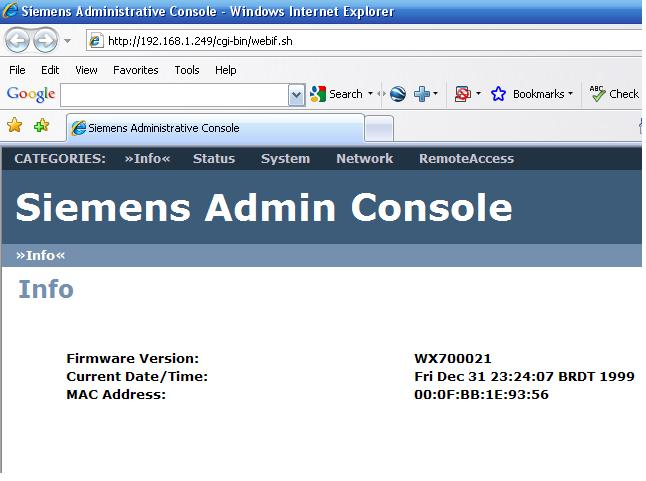 Siemens Administrative Console - Windows Internet Explorer
http://192.168.1.249/cgi-bin/webif.sh
File Edit View Favorites Tools Help
Google Search Bookmarks ABC Check
Siemens Administrative Console
CATEGORIES: »Info« Status System Network RemoteAccess
Siemens Admin Console
»Info«
Info
Firmware Version: WX700021
Current Date/Time: Fri Dec 31 23:24:07 BRDT 1999
MAC Address: 00:0F:BB:1E:93:56